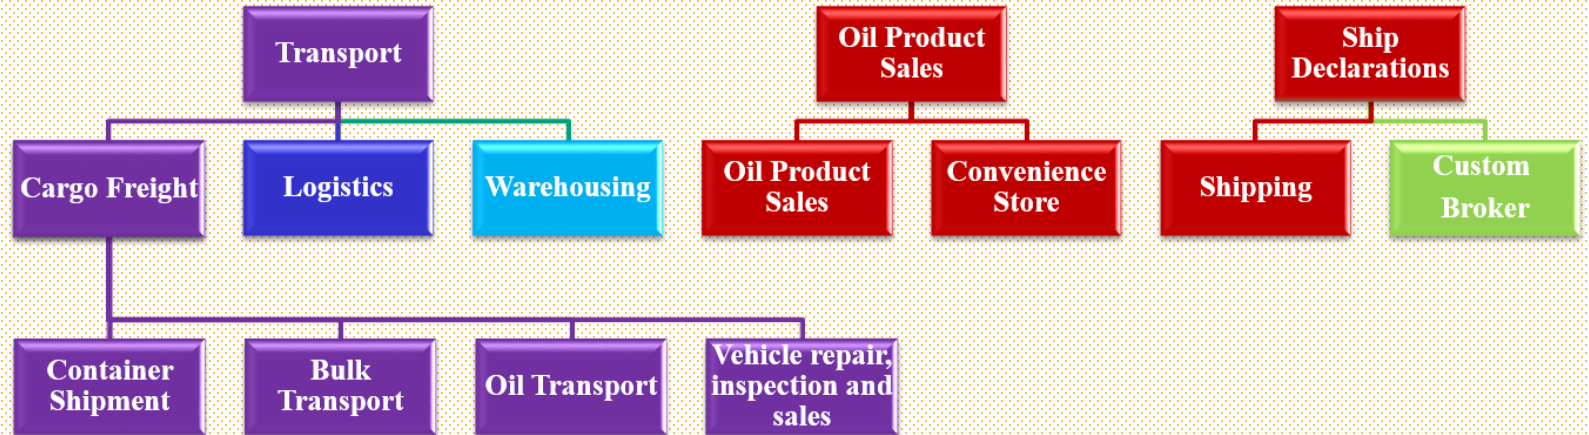 Transport
Oil Product
Sales
Ship
Declarations
Cargo Freight
Logistics
Warehousing
Oil Product
Sales
Convenience
Store
Shipping
Custom
Broker
Container
Shipment
Bulk
Transport
Oil Transport
Vehicle repair,
inspection and
sales